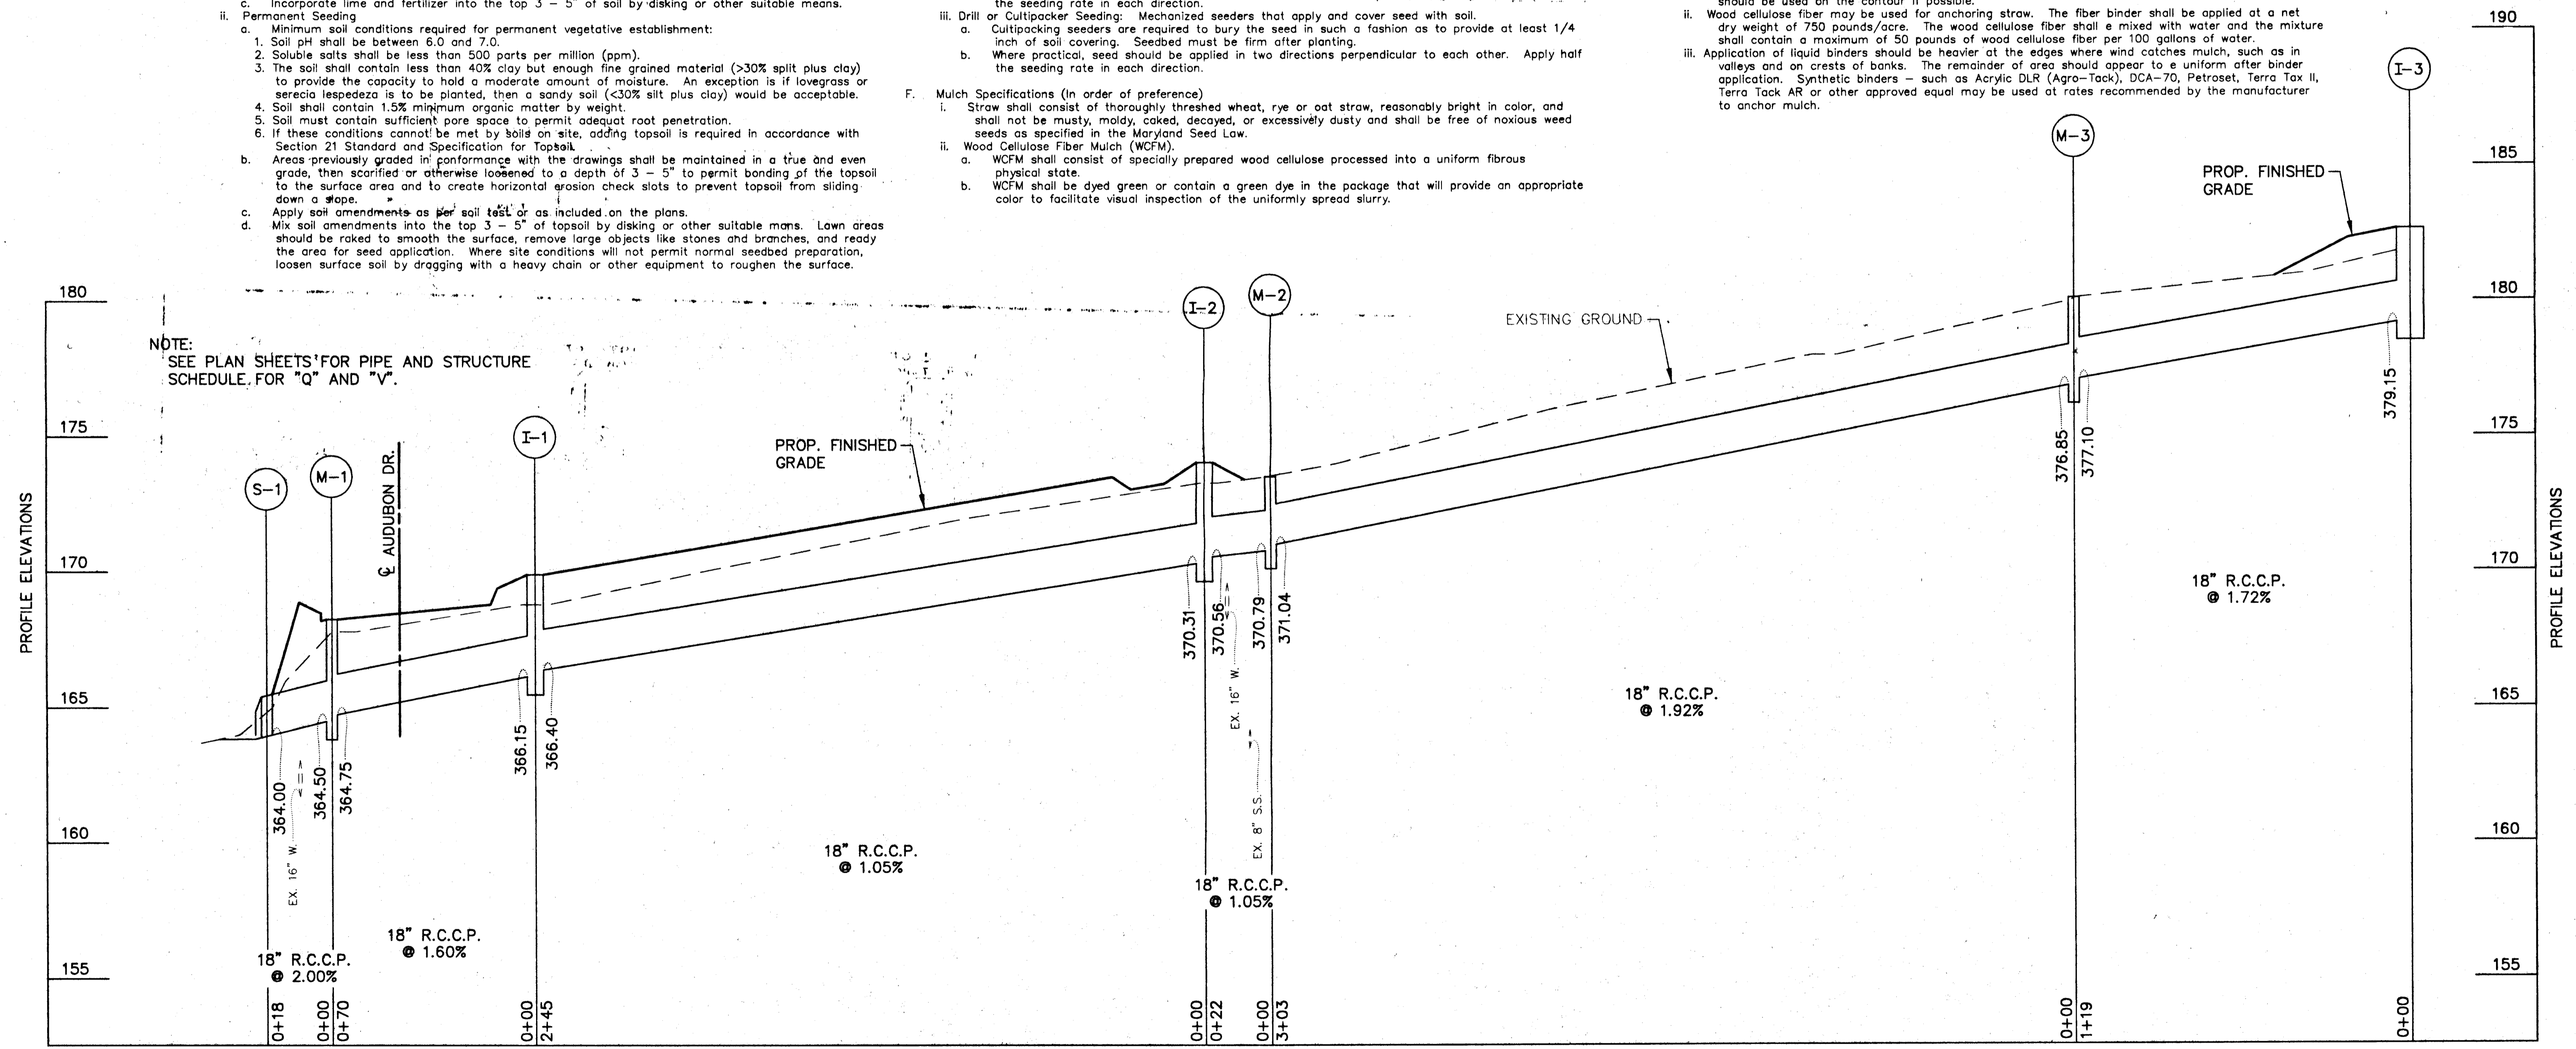 c. Incorporate lime and fertilizer into the top 3 – 5" of soil by disking or other suitable means.
ii. Permanent Seeding
a. Minimum soil conditions required for permanent vegetative establishment:
1. Soil pH shall be between 6.0 and 7.0.
2. Soluble salts shall be less than 500 parts per million (ppm).
3. The soil shall contain less than 40% clay but enough fine grained material (>30% split plus clay)
to provide the capacity to hold a moderate amount of moisture. An exception is if lovegrass or
serecia lespedeza is to be planted, then a sandy soil (<30% silt plus clay) would be acceptable.
4. Soil shall contain 1.5% minimum organic matter by weight.
5. Soil must contain sufficient pore space to permit adequat root penetration.
6. If these conditions cannot be met by soils on site, adding topsoil is required in accordance with
Section 21 Standard and Specification for Topsoil.
b. Areas previously graded in conformance with the drawings shall be maintained in a true and even
grade, then scarified or otherwise loosened to a depth of 3 – 5" to permit bonding of the topsoil
to the surface area and to create horizontal erosion check slots to prevent topsoil from sliding
down a slope.
c. Apply soil amendments as per soil test or as included on the plans.
d. Mix soil amendments into the top 3 – 5" of topsoil by disking or other suitable mans. Lawn areas
should be raked to smooth the surface, remove large objects like stones and branches, and ready
the area for seed application. Where site conditions will not permit normal seedbed preparation,
loosen surface soil by dragging with a heavy chain or other equipment to roughen the surface.
the seeding rate in each direction.
iii. Drill or Cultipacker Seeding: Mechanized seeders that apply and cover seed with soil.
a. Cultipacking seeders are required to bury the seed in such a fashion as to provide at least 1/4
inch of soil covering. Seedbed must be firm after planting.
b. Where practical, seed should be applied in two directions perpendicular to each other. Apply half
the seeding rate in each direction.
F. Mulch Specifications (In order of preference)
i. Straw shall consist of thoroughly threshed wheat, rye or oat straw, reasonably bright in color, and
shall not be musty, moldy, caked, decayed, or excessively dusty and shall be free of noxious weed
seeds as specified in the Maryland Seed Law.
ii. Wood Cellulose Fiber Mulch (WCFM).
a. WCFM shall consist of specially prepared wood cellulose processed into a uniform fibrous
physical state.
b. WCFM shall be dyed green or contain a green dye in the package that will provide an appropriate
color to facilitate visual inspection of the uniformly spread slurry.
should be used on the contour if possible.
ii. Wood cellulose fiber may be used for anchoring straw. The fiber binder shall be applied at a net
dry weight of 750 pounds/acre. The wood cellulose fiber shall e mixed with water and the mixture
shall contain a maximum of 50 pounds of wood cellulose fiber per 100 gallons of water.
iii. Application of liquid binders should be heavier at the edges where wind catches mulch, such as in
valleys and on crests of banks. The remainder of area should appear to e uniform after binder
application. Synthetic binders – such as Acrylic DLR (Agro–Tack), DCA–70, Petroset, Terra Tax II,
Terra Tack AR or other approved equal may be used at rates recommended by the manufacturer
to anchor mulch.
190
185
180
175
170
165
160
155
PROFILE ELEVATIONS
180
175
170
165
160
155
PROFILE ELEVATIONS
NOTE:
SEE PLAN SHEETS FOR PIPE AND STRUCTURE
SCHEDULE FOR "Q" AND "V".
S–1
M–1
℄ AUDUBON DR.
I–1
PROP. FINISHED
GRADE
I–2
M–2
EXISTING GROUND
M–3
PROP. FINISHED
GRADE
I–3
364.00
364.50
364.75
366.15
366.40
370.31
370.56
370.79
371.04
376.85
377.10
379.15
EX. 16" W.
EX. 16" W.
EX. 8" S.S.
18" R.C.C.P.
@ 2.00%
18" R.C.C.P.
@ 1.60%
18" R.C.C.P.
@ 1.05%
18" R.C.C.P.
@ 1.05%
18" R.C.C.P.
@ 1.92%
18" R.C.C.P.
@ 1.72%
0+18
0+00
0+70
0+00
2+45
0+00
0+22
0+00
3+03
0+00
1+19
0+00